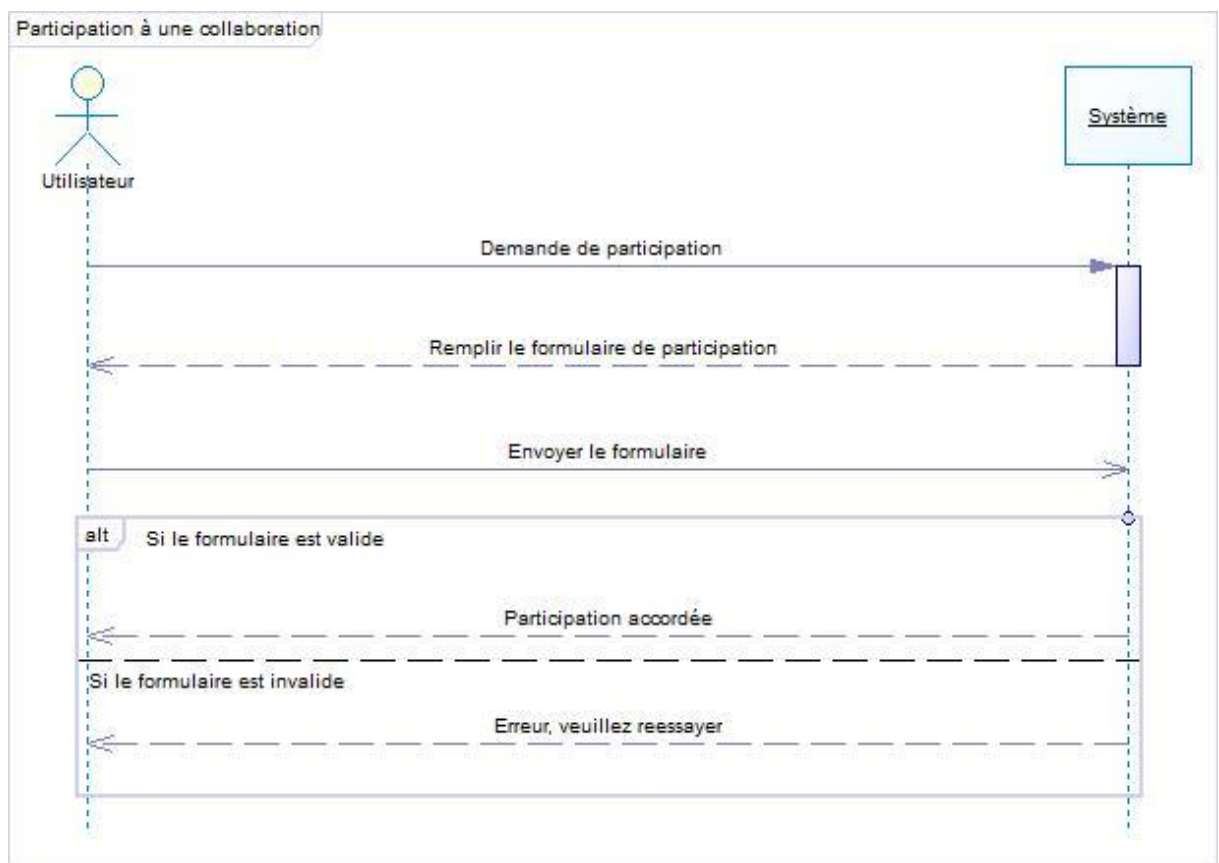 Participation à une collaboration
Système
Utilisateur
Demande de participation
Remplir le formulaire de participation
Envoyer le formulaire
alt
Si le formulaire est valide
Participation accordée
Si le formulaire est invalide
Erreur, veuillez reessayer